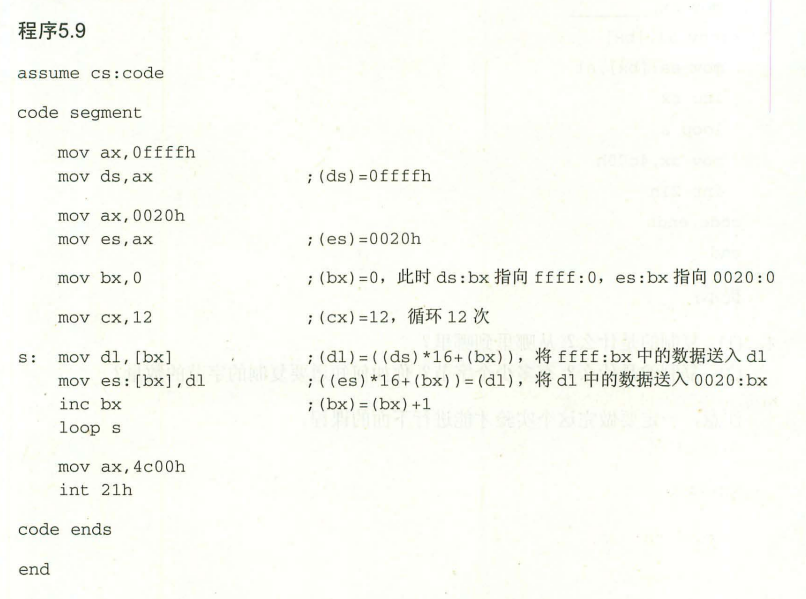 程序5.9
assume cs:code
code segment
mov ax,0ffffh
mov ds,ax ;(ds)=0ffffh
mov ax,0020h
mov es,ax ;(es)=0020h
mov bx,0 ;(bx)=0，此时 ds:bx 指向 ffff:0，es:bx 指向 0020:0
mov cx,12 ;(cx)=12，循环 12 次
s: mov dl,[bx] ;(dl)=((ds)*16+(bx))，将 ffff:bx 中的数据送入 dl
mov es:[bx],dl ;((es)*16+(bx))=(dl)，将 dl 中的数据送入 0020:bx
inc bx ;(bx)=(bx)+1
loop s
mov ax,4c00h
int 21h
code ends
end